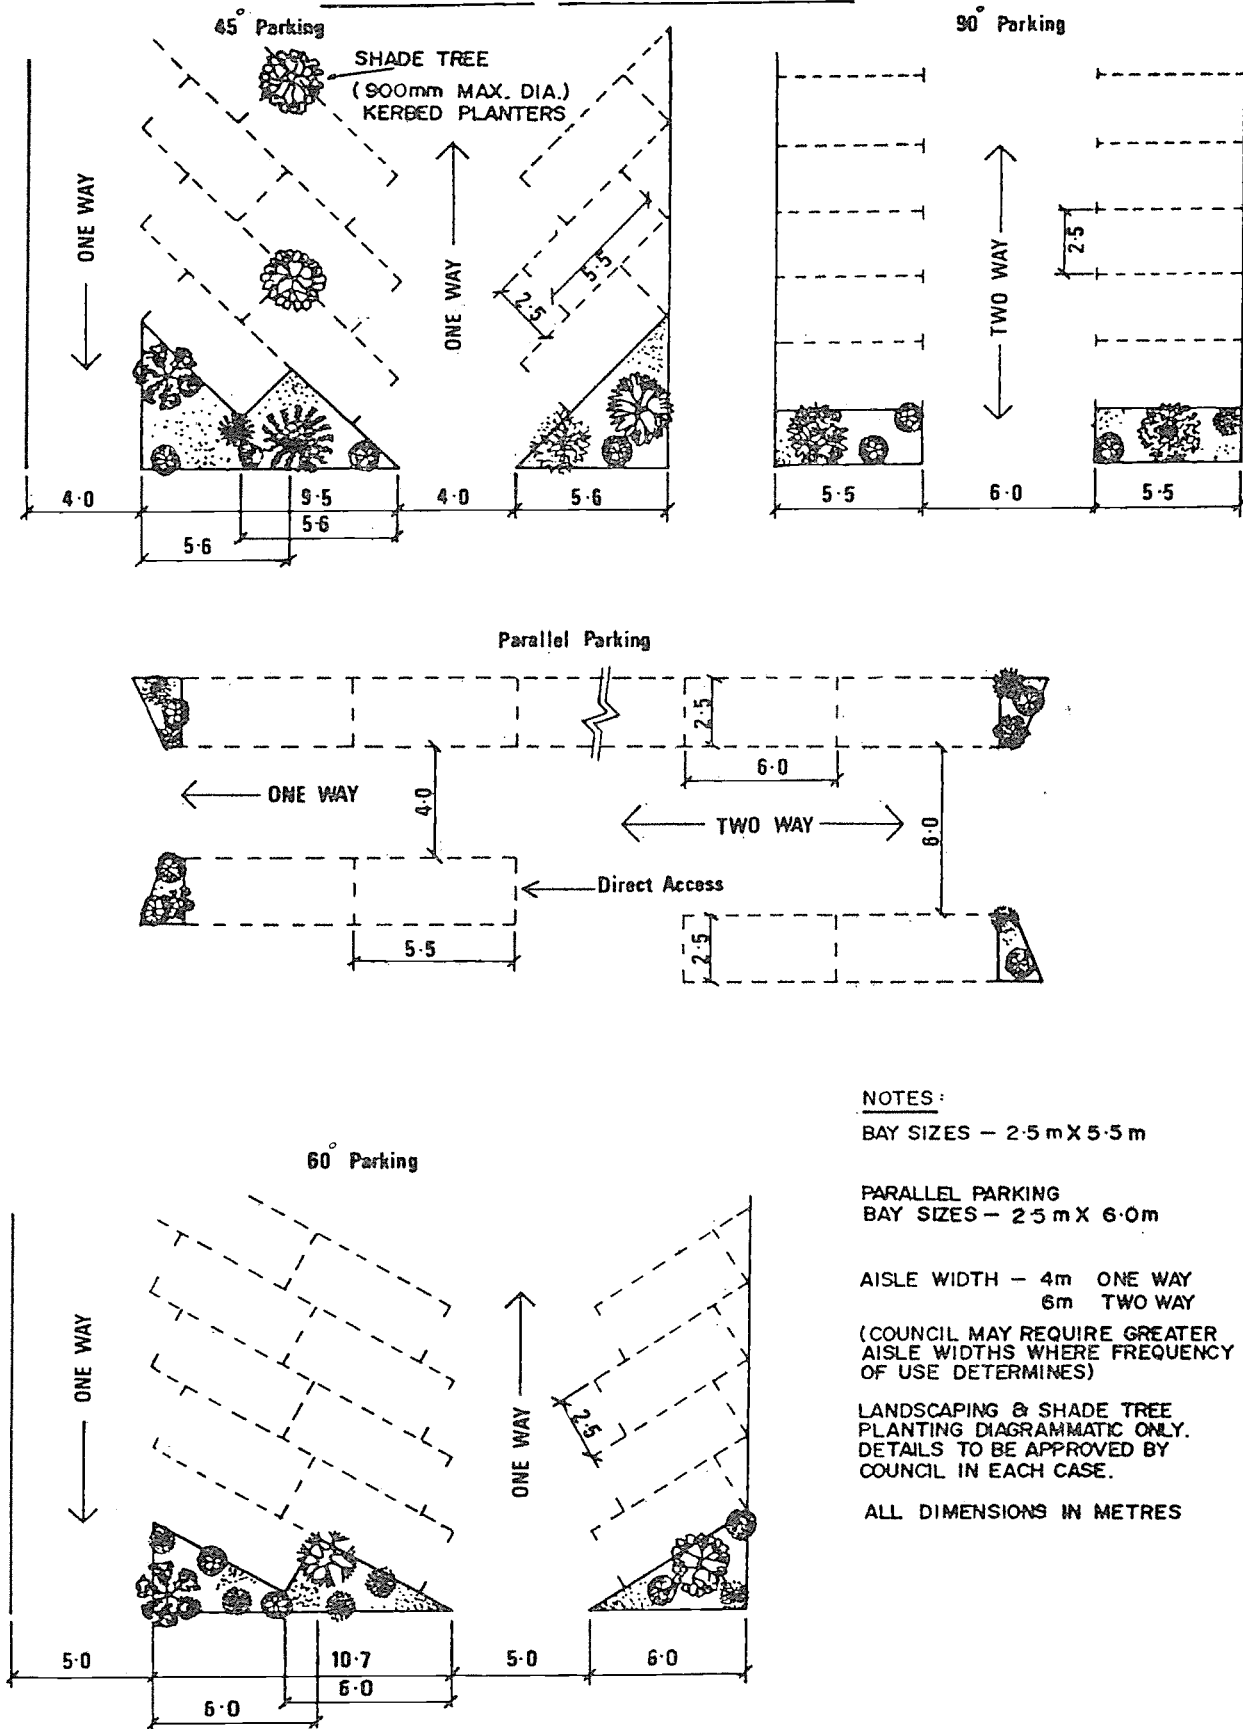 45° Parking
SHADE TREE
(900mm MAX. DIA.)
KERBED PLANTERS
ONE WAY
ONE WAY
5·5
2·5
4·0
9·5
4·0
5·6
5·6
5·6
90° Parking
TWO WAY
2·5
5·5
6·0
5·5
Parallel Parking
2·5
6·0
ONE WAY
4·0
TWO WAY
6·0
Direct Access
5·5
2·5
60° Parking
ONE WAY
ONE WAY
2·5
5·0
10·7
5·0
6·0
6·0
6·0
NOTES:
BAY SIZES – 2·5m X 5·5m
PARALLEL PARKING
BAY SIZES – 2·5m X 6·0m
AISLE WIDTH – 4m ONE WAY
6m TWO WAY
(COUNCIL MAY REQUIRE GREATER
AISLE WIDTHS WHERE FREQUENCY
OF USE DETERMINES)
LANDSCAPING & SHADE TREE
PLANTING DIAGRAMMATIC ONLY.
DETAILS TO BE APPROVED BY
COUNCIL IN EACH CASE.
ALL DIMENSIONS IN METRES